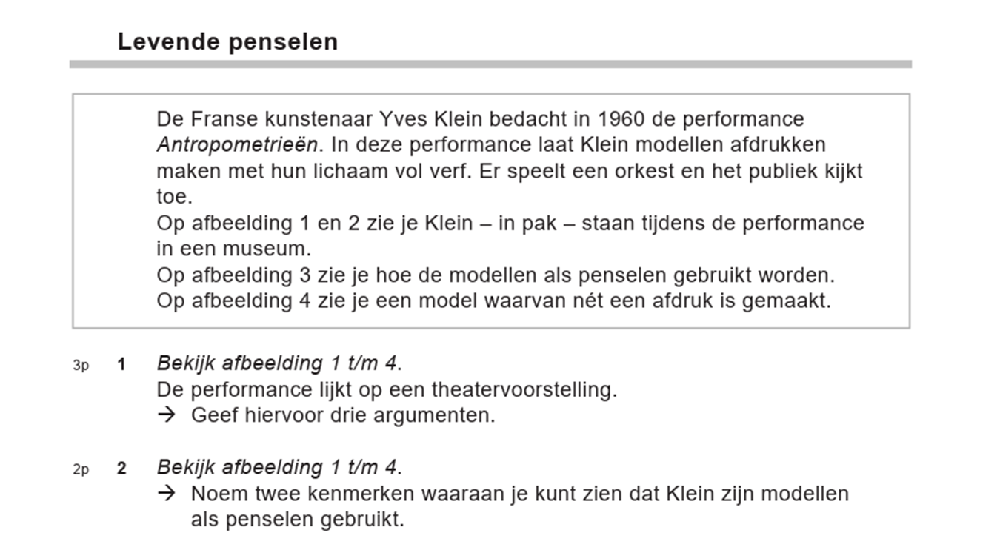 Levende penselen
De Franse kunstenaar Yves Klein bedacht in 1960 de performance
Antropometrieën. In deze performance laat Klein modellen afdrukken
maken met hun lichaam vol verf. Er speelt een orkest en het publiek kijkt
toe.
Op afbeelding 1 en 2 zie je Klein – in pak – staan tijdens de performance
in een museum.
Op afbeelding 3 zie je hoe de modellen als penselen gebruikt worden.
Op afbeelding 4 zie je een model waarvan nét een afdruk is gemaakt.
3p 1 Bekijk afbeelding 1 t/m 4.
De performance lijkt op een theatervoorstelling.
→ Geef hiervoor drie argumenten.
2p 2 Bekijk afbeelding 1 t/m 4.
→ Noem twee kenmerken waaraan je kunt zien dat Klein zijn modellen
als penselen gebruikt.